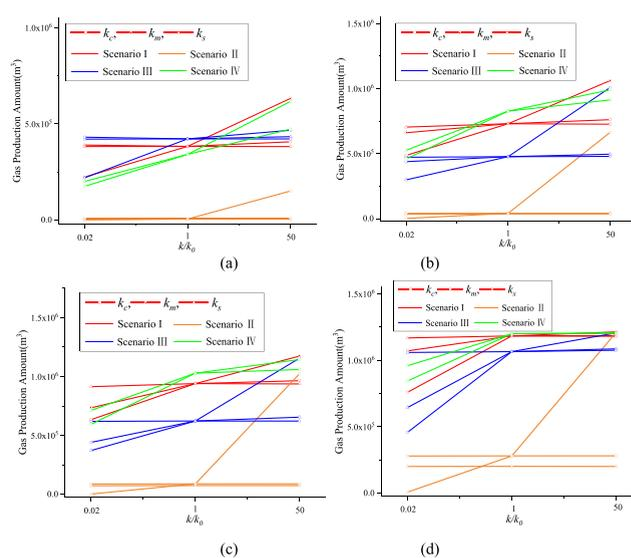 1.0x10⁶
k_c, k_m, k_s
Scenario I Scenario Ⅱ
Scenario III Scenario Ⅳ
Gas Production Amount(m³)
5.0x10⁵
0.0
0.02 1 50
k/k₀
(a)
1.5x10⁶
k_c, k_m, k_s
Scenario I Scenario Ⅱ
Scenario III Scenario Ⅳ
Gas Production Amount(m³)
1.0x10⁶
5.0x10⁵
0.0
0.02 1 50
k/k₀
(b)
1.5x10⁶
k_c, k_m, k_s
Scenario I Scenario Ⅱ
Scenario III Scenario Ⅳ
Gas Production Amount(m³)
1.0x10⁶
5.0x10⁵
0.0
0.02 1 50
k/k₀
(c)
1.5x10⁶
k_c, k_m, k_s
Scenario I Scenario Ⅱ
Scenario III Scenario Ⅳ
Gas Production Amount(m³)
1.0x10⁶
5.0x10⁵
0.0
0.02 1 50
k/k₀
(d)